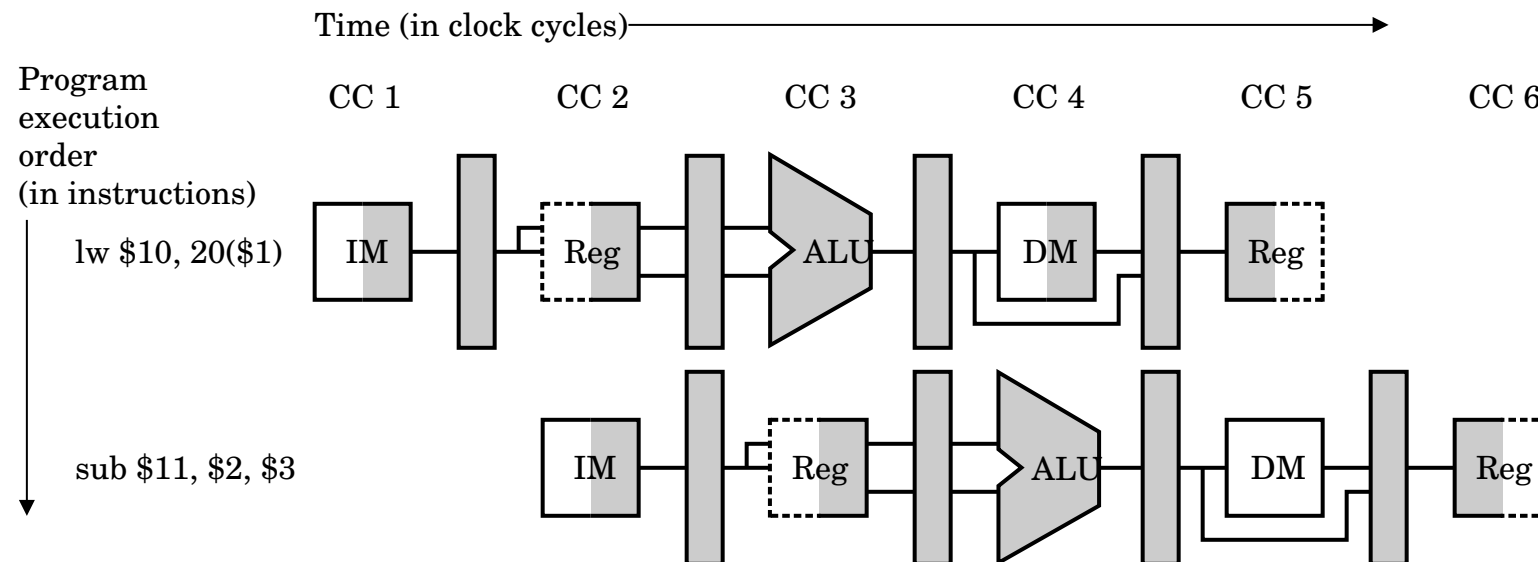 Time (in clock cycles)
Program
execution
order
(in instructions)
CC 1 CC 2 CC 3 CC 4 CC 5 CC 6
lw $10, 20($1) IM Reg ALU DM Reg
sub $11, $2, $3 IM Reg ALU DM Reg